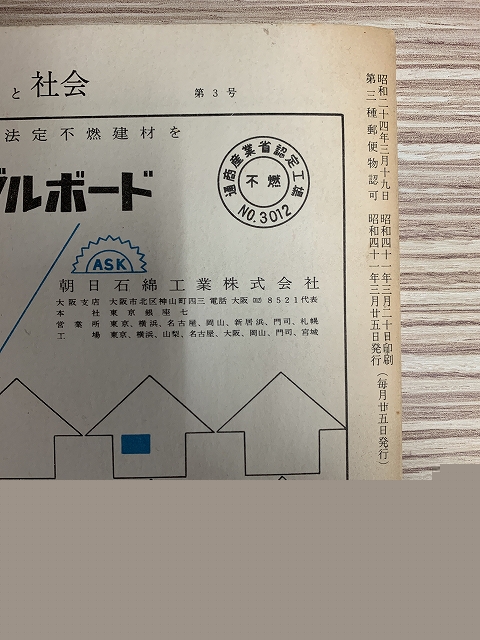 と 社会
第3号
法定不燃建材を
ブルボード
通商産業省認定工場
不燃
NO.3012
ASK
朝日石綿工業株式会社
大阪支店 大阪市北区神山町四三 電話 大阪 8521代表
本社 東京銀座七
営業所 東京、横浜、名古屋、岡山、新居浜、門司、札幌
工場 東京、横浜、山梨、名古屋、大阪、岡山、門司、宮城
昭和二十四年三月十九日 昭和四十一年三月二十日印刷
第三種郵便物認可 昭和四十一年三月廿五日発行 (毎月廿五日発行)